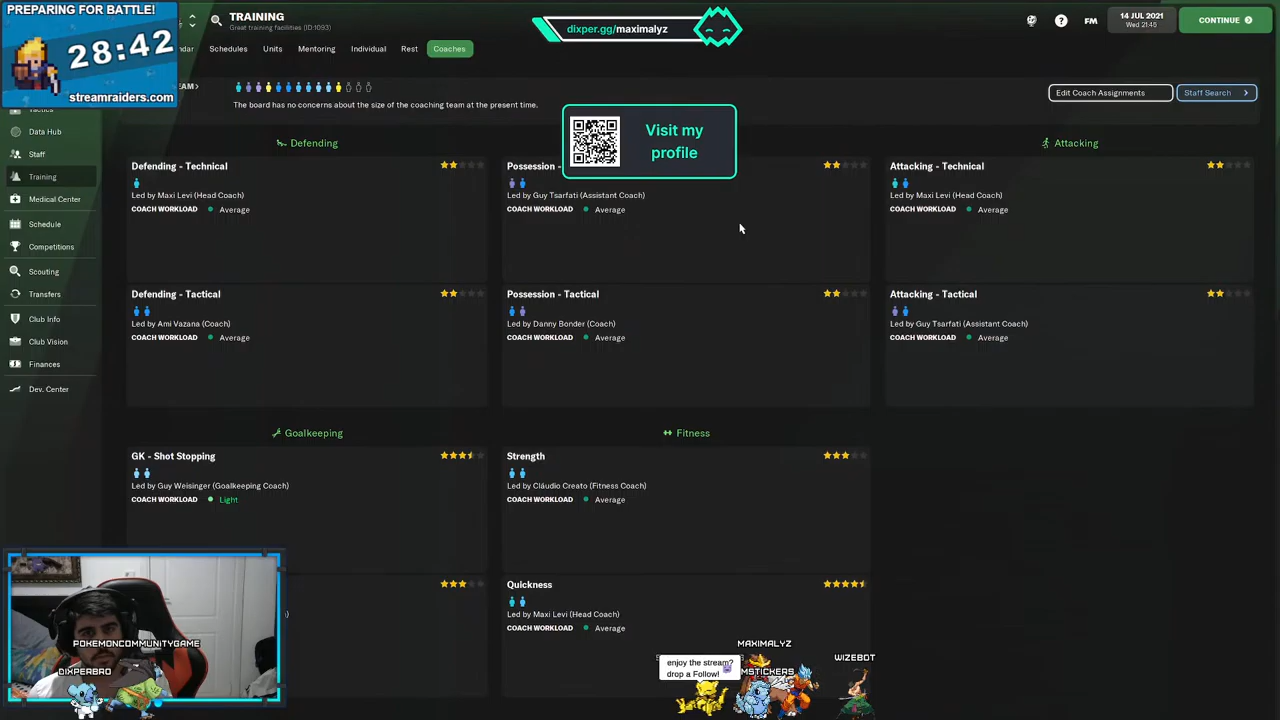 PREPARING FOR BATTLE!
28:42
streamraiders.com
TRAINING
Great training facilities (ID:1093)
dixper.gg/maximalyz
FM
14 JUL 2021
Wed 21:45
CONTINUE
Schedules
Units
Mentoring
Individual
Rest
Coaches
The board has no concerns about the size of the coaching team at the present time.
Edit Coach Assignments
Staff Search
Visit my
profile
Data Hub
Staff
Training
Medical Center
Schedule
Competitions
Scouting
Transfers
Club Info
Club Vision
Finances
Dev. Center
Defending
Attacking
Defending - Technical
Led by Maxi Levi (Head Coach)
COACH WORKLOAD Average
Possession -
Led by Guy Tsarfati (Assistant Coach)
COACH WORKLOAD Average
Attacking - Technical
Led by Maxi Levi (Head Coach)
COACH WORKLOAD Average
Defending - Tactical
Led by Ami Vazana (Coach)
COACH WORKLOAD Average
Possession - Tactical
Led by Danny Bonder (Coach)
COACH WORKLOAD Average
Attacking - Tactical
Led by Guy Tsarfati (Assistant Coach)
COACH WORKLOAD Average
Goalkeeping
Fitness
GK - Shot Stopping
Led by Guy Weisinger (Goalkeeping Coach)
COACH WORKLOAD Light
Strength
Led by Cláudio Creato (Fitness Coach)
COACH WORKLOAD Average
Quickness
Led by Maxi Levi (Head Coach)
COACH WORKLOAD Average
POKEMONCOMMUNITYGAME
DIXPERBRO
MAXIMALYZ
WIZEBOT
enjoy the stream?
drop a Follow!